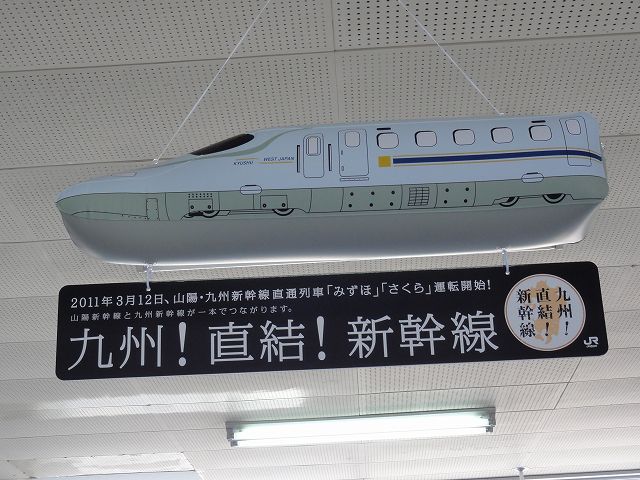 KYUSHU WEST JAPAN
2011年3月12日、山陽・九州新幹線直通列車「みずほ」「さくら」運転開始!
山陽新幹線と九州新幹線が一本でつながります。
九州!直結!新幹線
九州!
直結!
新幹線!
JR